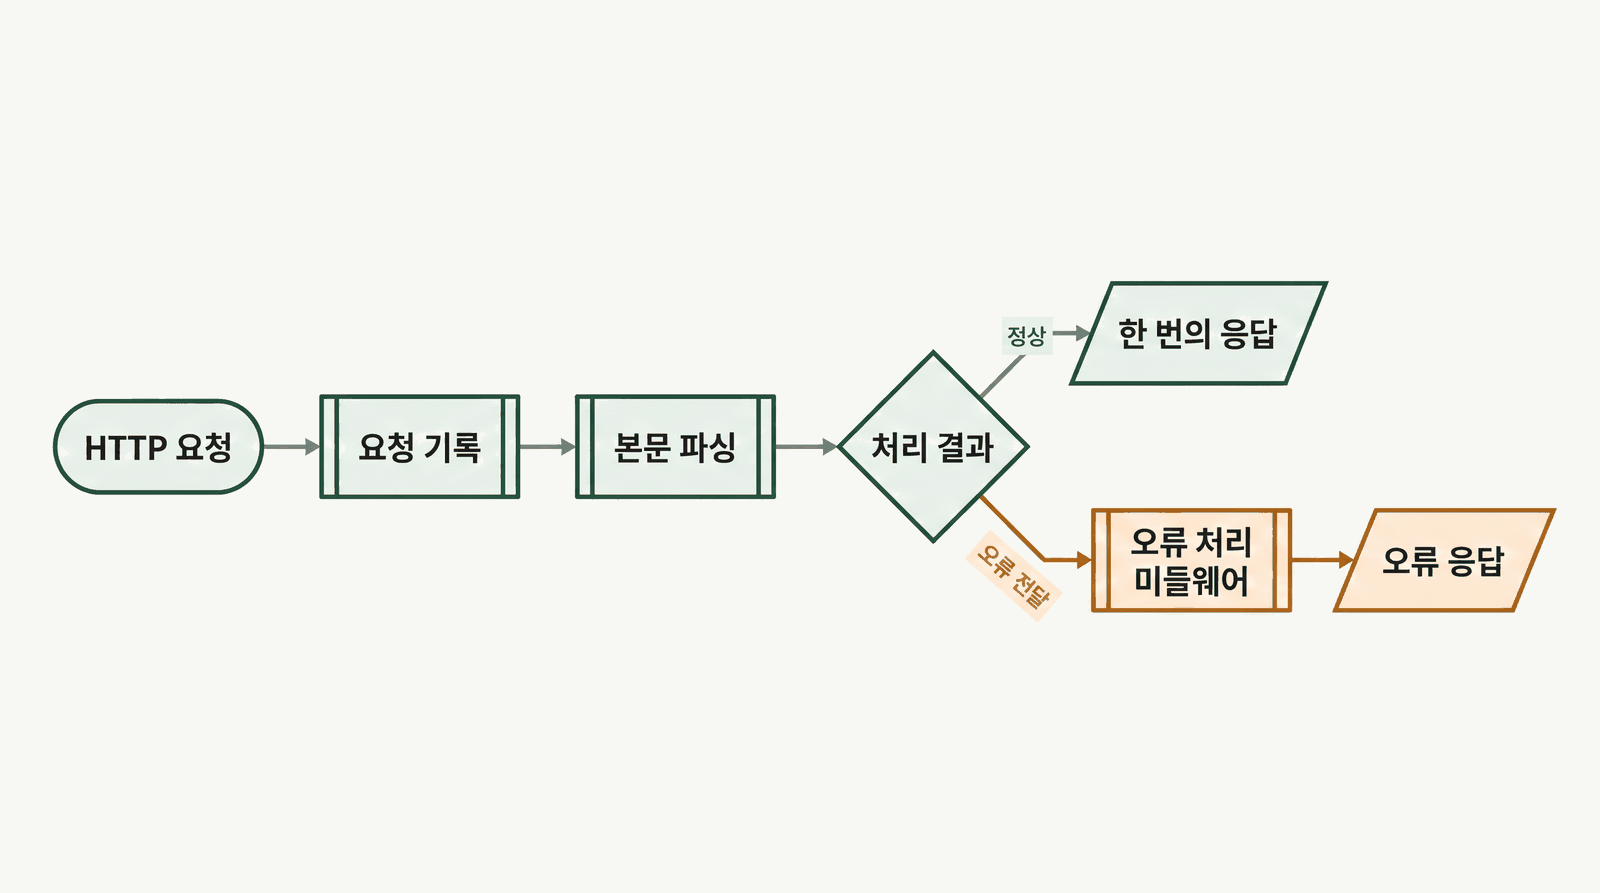 HTTP 요청
요청 기록
본문 파싱
처리 결과
정상
한 번의 응답
오류 전달
오류 처리
미들웨어
오류 응답